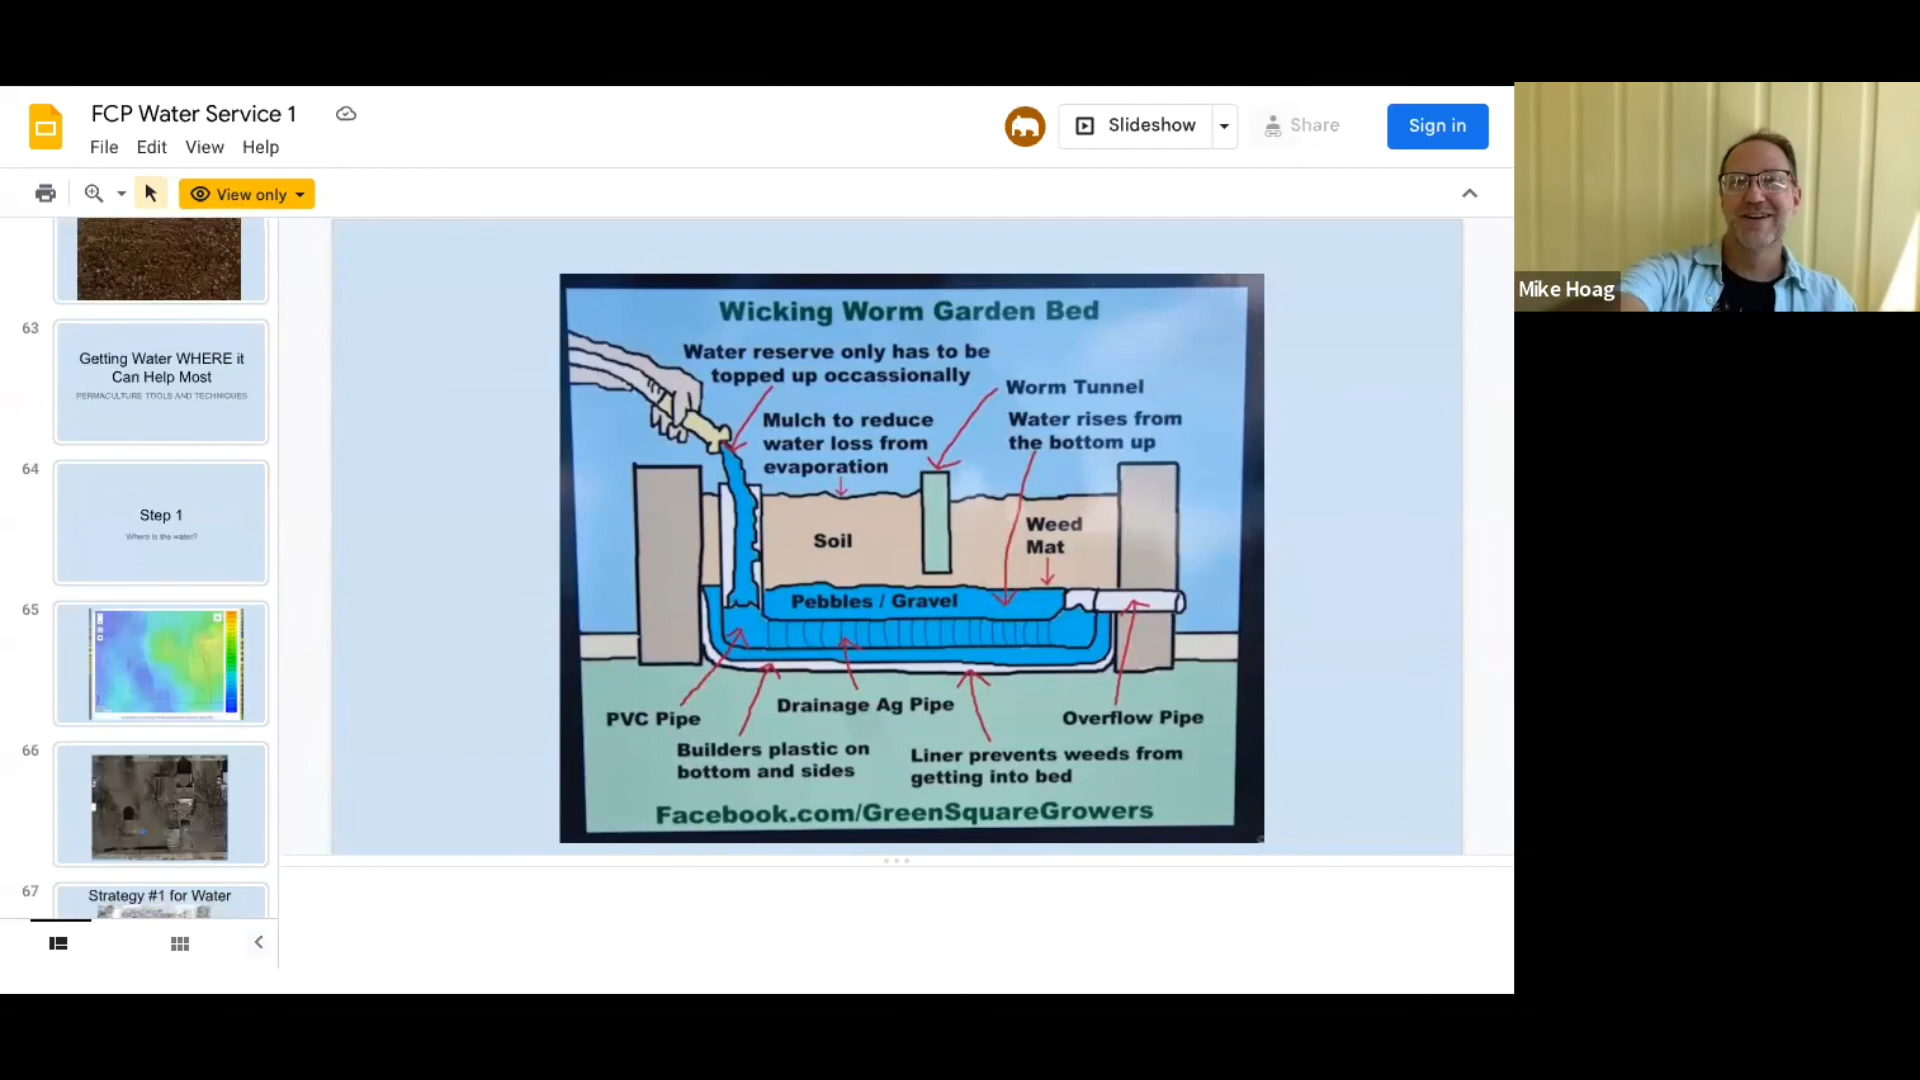 FCP Water Service 1
File Edit View Help
Slideshow
Share
Sign in
View only
63
Getting Water WHERE it
Can Help Most
PERMACULTURE TOOLS AND TECHNIQUES
64
Step 1
Where is the water?
65
66
67
Strategy #1 for Water
Wicking Worm Garden Bed
Water reserve only has to be
topped up occassionally
Worm Tunnel
Mulch to reduce
water loss from
evaporation
Water rises from
the bottom up
Soil
Weed
Mat
Pebbles / Gravel
PVC Pipe
Drainage Ag Pipe
Overflow Pipe
Builders plastic on
bottom and sides
Liner prevents weeds from
getting into bed
Facebook.com/GreenSquareGrowers
Mike Hoag